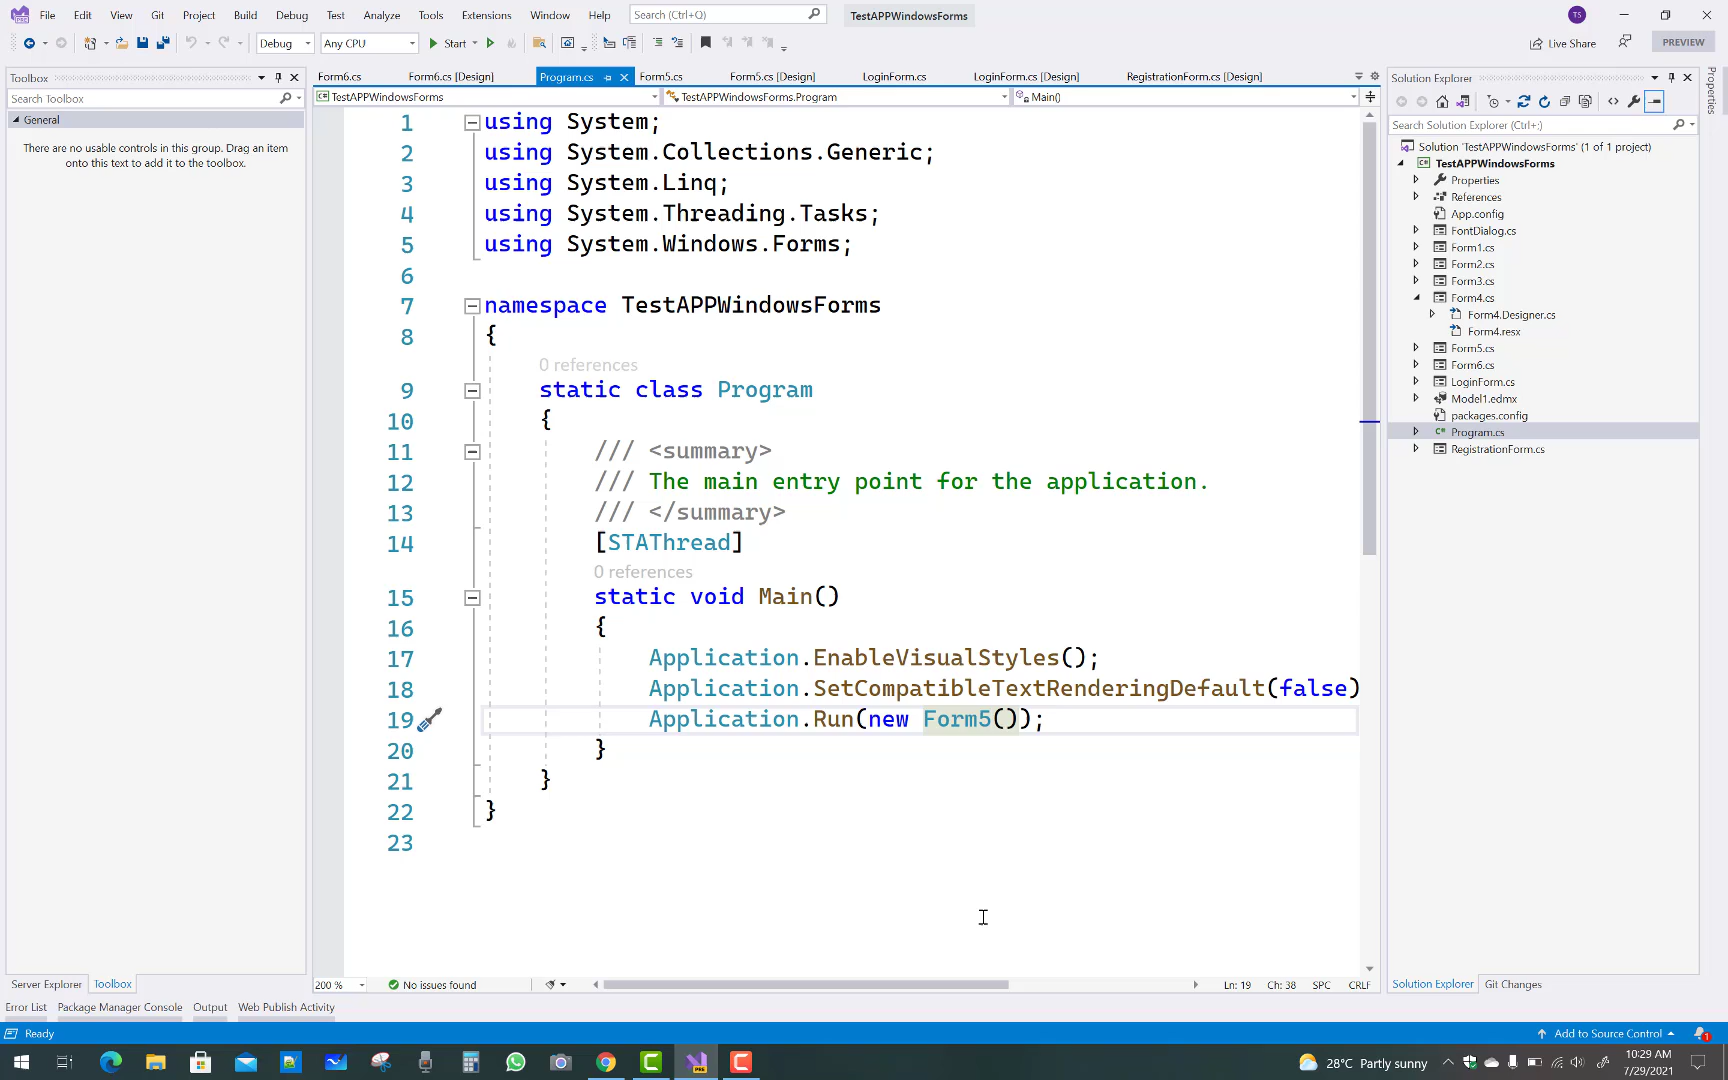 File Edit View Git Project Build Debug Test Analyze Tools Extensions Window Help Search (Ctrl+Q) TestAPPWindowsForms TS
Debug Any CPU Start Live Share PREVIEW
Toolbox
Search Toolbox
General
There are no usable controls in this group. Drag an item
onto this text to add it to the toolbox.
Form6.cs Form6.cs [Design] Program.cs Form5.cs Form5.cs [Design] LoginForm.cs LoginForm.cs [Design] RegistrationForm.cs [Design]
TestAPPWindowsForms TestAPPWindowsForms.Program Main()
1 using System;
2 using System.Collections.Generic;
3 using System.Linq;
4 using System.Threading.Tasks;
5 using System.Windows.Forms;
6
7 namespace TestAPPWindowsForms
8 {
0 references
9 static class Program
10 {
11 /// <summary>
12 /// The main entry point for the application.
13 /// </summary>
14 [STAThread]
0 references
15 static void Main()
16 {
17 Application.EnableVisualStyles();
18 Application.SetCompatibleTextRenderingDefault(false)
19 Application.Run(new Form5());
20 }
21 }
22 }
23
200 % No issues found Ln: 19 Ch: 38 SPC CRLF
Solution Explorer
Search Solution Explorer (Ctrl+;)
Solution 'TestAPPWindowsForms' (1 of 1 project)
TestAPPWindowsForms
Properties
References
App.config
FontDialog.cs
Form1.cs
Form2.cs
Form3.cs
Form4.cs
Form4.Designer.cs
Form4.resx
Form5.cs
Form6.cs
LoginForm.cs
Model1.edmx
packages.config
C# Program.cs
RegistrationForm.cs
Properties
Server Explorer Toolbox
Solution Explorer Git Changes
Error List Package Manager Console Output Web Publish Activity
Ready Add to Source Control 1
28°C Partly sunny 10:29 AM
7/29/2021